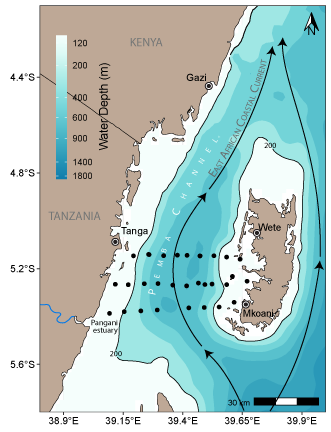 KENYA
N
120
200
400
600
900
1400
1800
Water Depth (m)
Gazi
4.4°S
EAST AFRICAN COASTAL CURRENT
PEMBA CHANNEL
200
4.8°S
TANZANIA
Tanga
Wete
5.2°S
Mkoani
Pangani
estuary
200
5.6°S
30 km
38.9°E 39.15°E 39.4°E 39.65°E 39.9°E